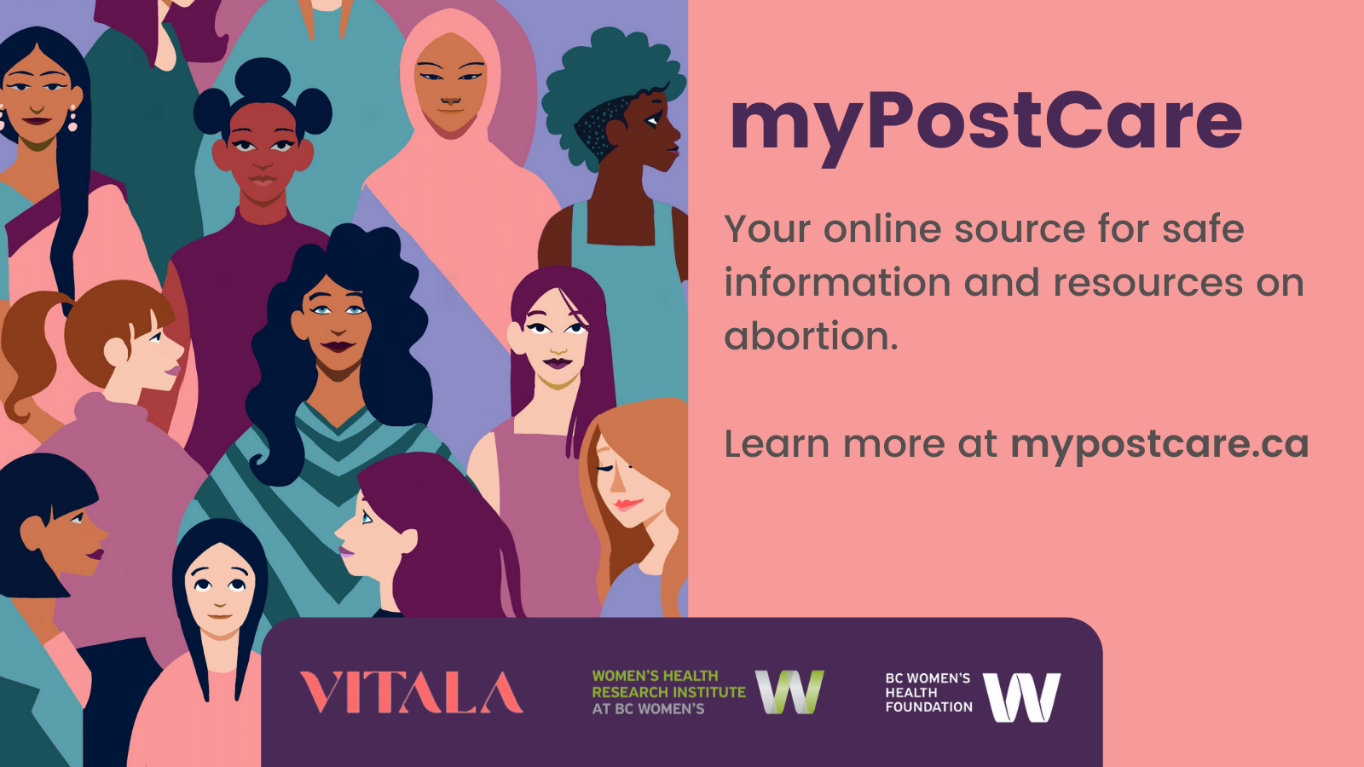 myPostCare
Your online source for safe
information and resources on
abortion.
Learn more at mypostcare.ca
VITALA
WOMEN'S HEALTH
RESEARCH INSTITUTE
AT BC WOMEN'S
W
BC WOMEN'S
HEALTH
FOUNDATION
W